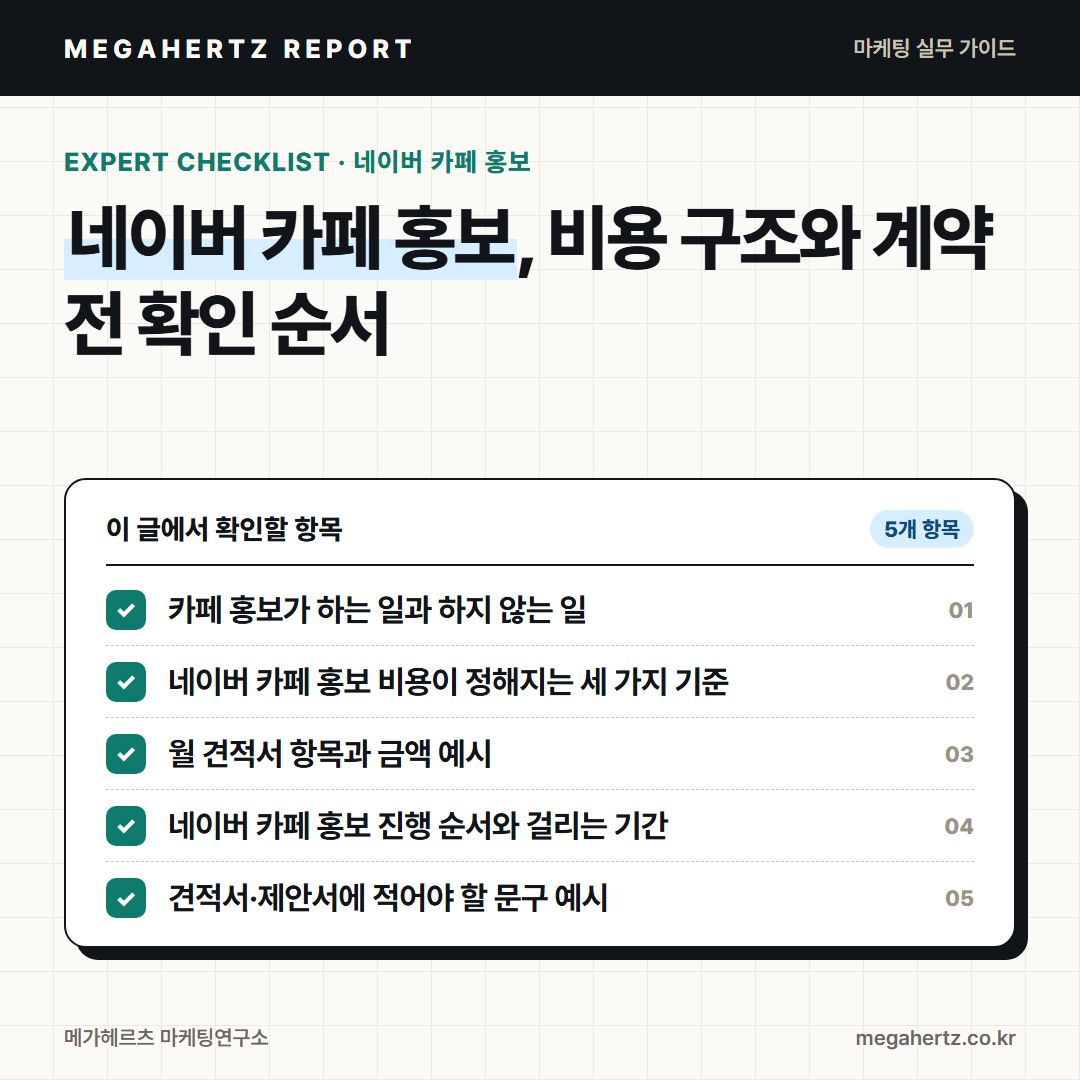 MEGAHERTZ REPORT
마케팅 실무 가이드
EXPERT CHECKLIST · 네이버 카페 홍보
네이버 카페 홍보, 비용 구조와 계약
전 확인 순서
이 글에서 확인할 항목
5개 항목
카페 홍보가 하는 일과 하지 않는 일
01
네이버 카페 홍보 비용이 정해지는 세 가지 기준
02
월 견적서 항목과 금액 예시
03
네이버 카페 홍보 진행 순서와 걸리는 기간
04
견적서·제안서에 적어야 할 문구 예시
05
메가헤르츠 마케팅연구소
megahertz.co.kr